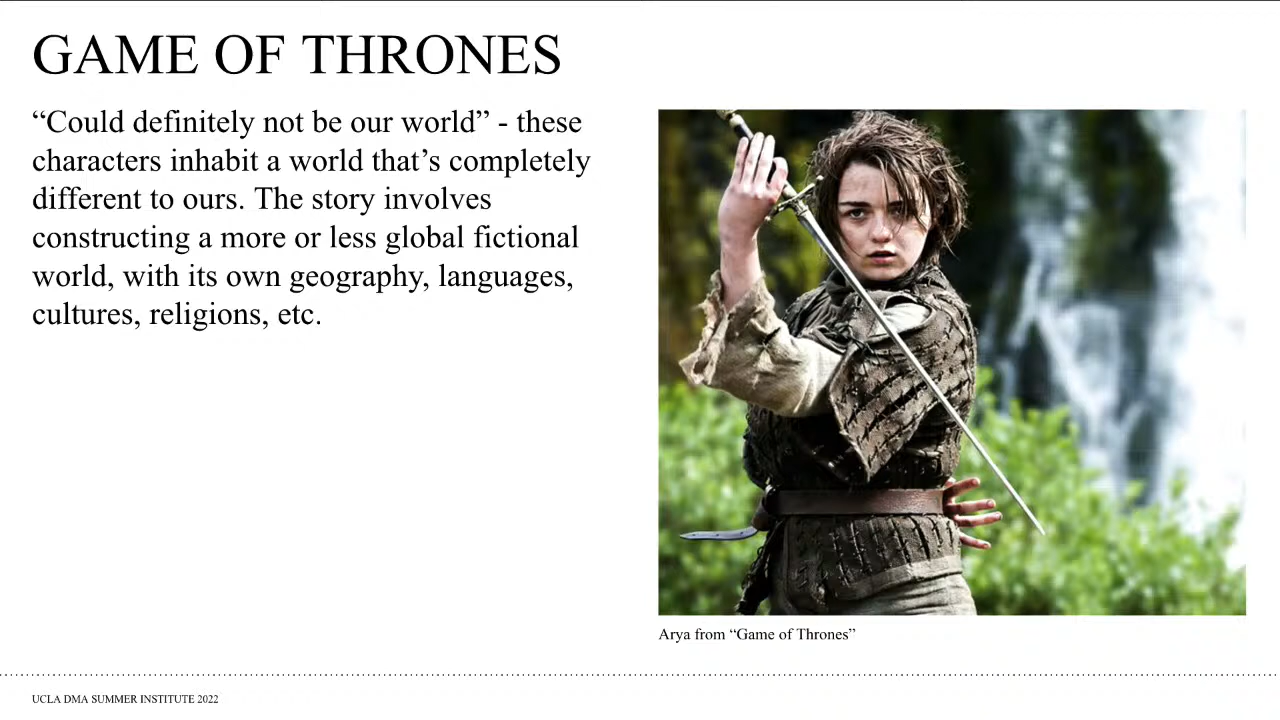 GAME OF THRONES
“Could definitely not be our world” - these
characters inhabit a world that’s completely
different to ours. The story involves
constructing a more or less global fictional
world, with its own geography, languages,
cultures, religions, etc.
Arya from “Game of Thrones”
UCLA DMA SUMMER INSTITUTE 2022